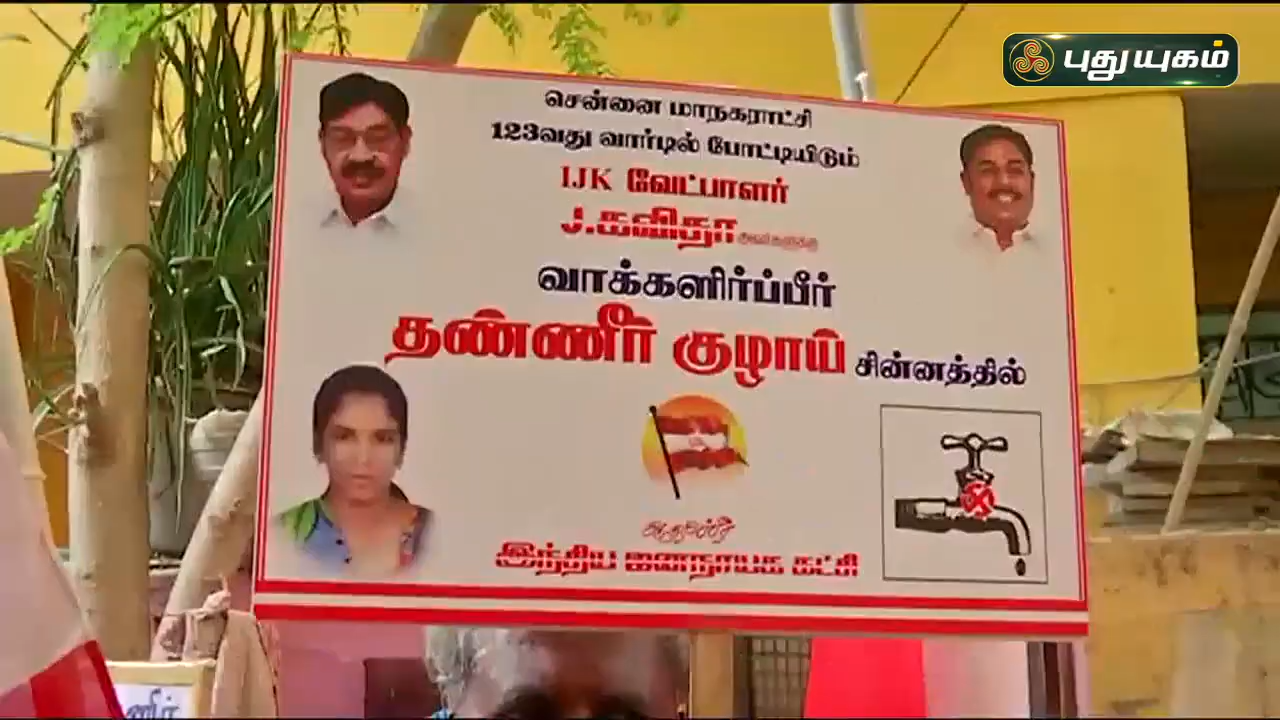 புதுயுகம்
சென்னை மாநகராட்சி
123வது வார்டில் போட்டியிடும்
IJK வேட்பாளர்
J.கவிதா
வாக்களிர்ப்பீர்
தண்ணீர் குழாய் சின்னத்தில்
இந்திய ஜனநாயக கட்சி